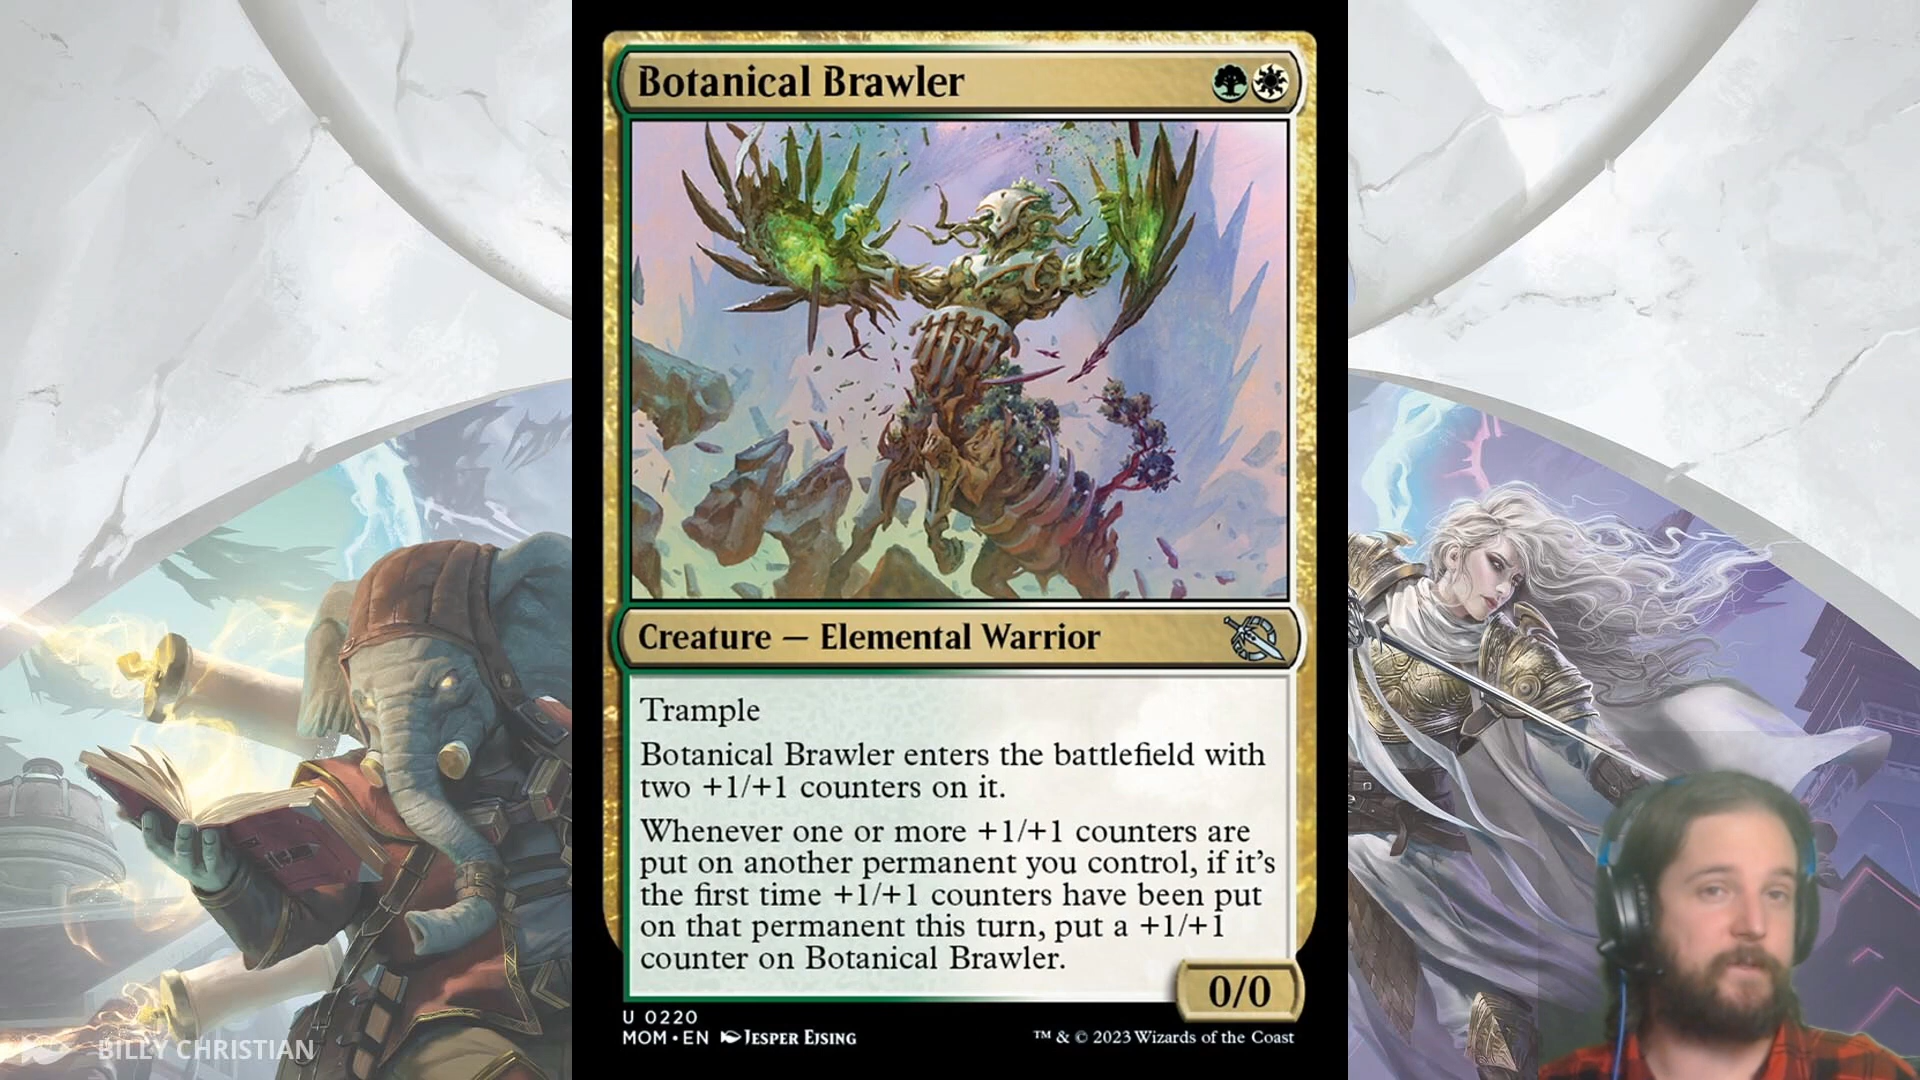 Botanical Brawler
Creature — Elemental Warrior
Trample
Botanical Brawler enters the battlefield with
two +1/+1 counters on it.
Whenever one or more +1/+1 counters are
put on another permanent you control, if it's
the first time +1/+1 counters have been put
on that permanent this turn, put a +1/+1
counter on Botanical Brawler.
0/0
U 0220
MOM • EN JESPER EJSING
™ & © 2023 Wizards of the Coast
BILLY CHRISTIAN